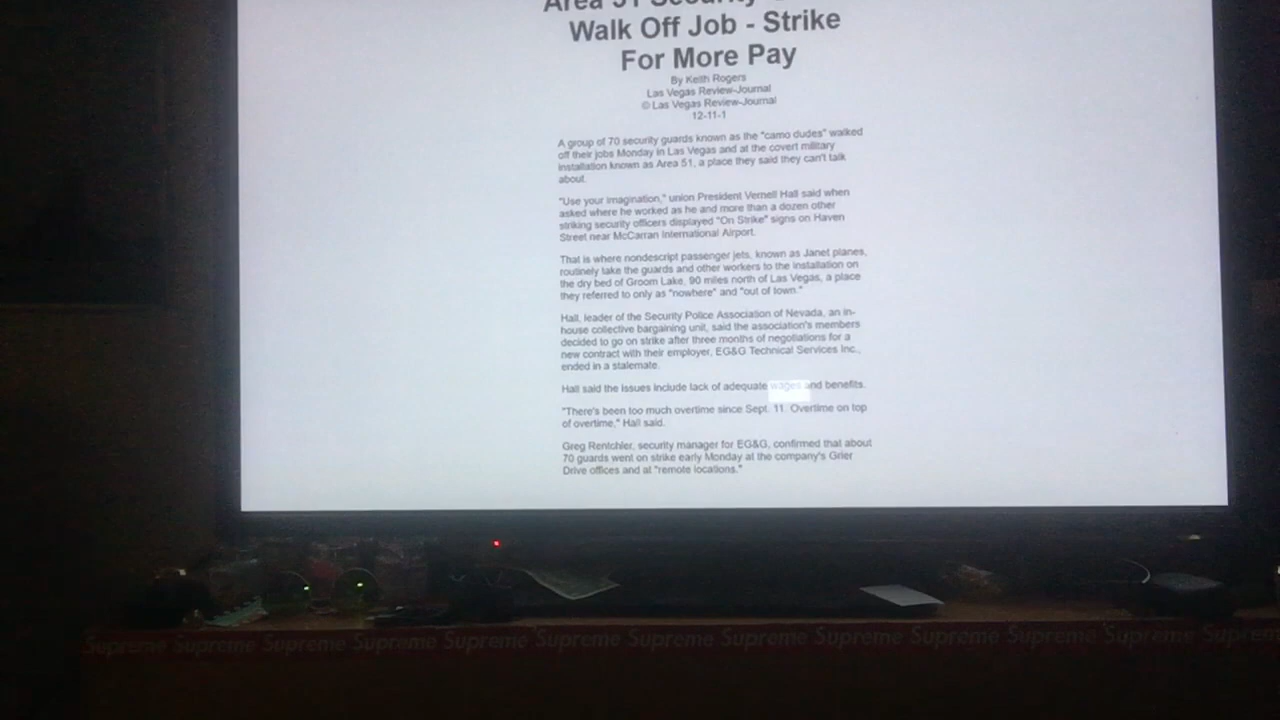 Area 51 Security
Walk Off Job - Strike
For More Pay
By Keith Rogers
Las Vegas Review-Journal
© Las Vegas Review-Journal
12-11-1
A group of 70 security guards known as the "camo dudes" walked
off their jobs Monday in Las Vegas and at the covert military
installation known as Area 51, a place they said they can't talk
about.
"Use your imagination," union President Vernell Hall said when
asked where he worked as he and more than a dozen other
striking security officers displayed "On Strike" signs on Haven
Street near McCarran International Airport.
That is where nondescript passenger jets, known as Janet planes,
routinely take the guards and other workers to the installation on
the dry bed of Groom Lake, 90 miles north of Las Vegas, a place
they referred to only as "nowhere" and "out of town."
Hall, leader of the Security Police Association of Nevada, an in-
house collective bargaining unit, said the association's members
decided to go on strike after three months of negotiations for a
new contract with their employer, EG&G Technical Services Inc.,
ended in a stalemate.
Hall said the issues include lack of adequate wages and benefits.
"There's been too much overtime since Sept. 11. Overtime on top
of overtime," Hall said.
Greg Rentchler, security manager for EG&G, confirmed that about
70 guards went on strike early Monday at the company's Grier
Drive offices and at "remote locations."
Supreme Supreme Supreme Supreme Supreme Supreme Supreme Supreme Supreme Supreme Supreme Supreme Suprem